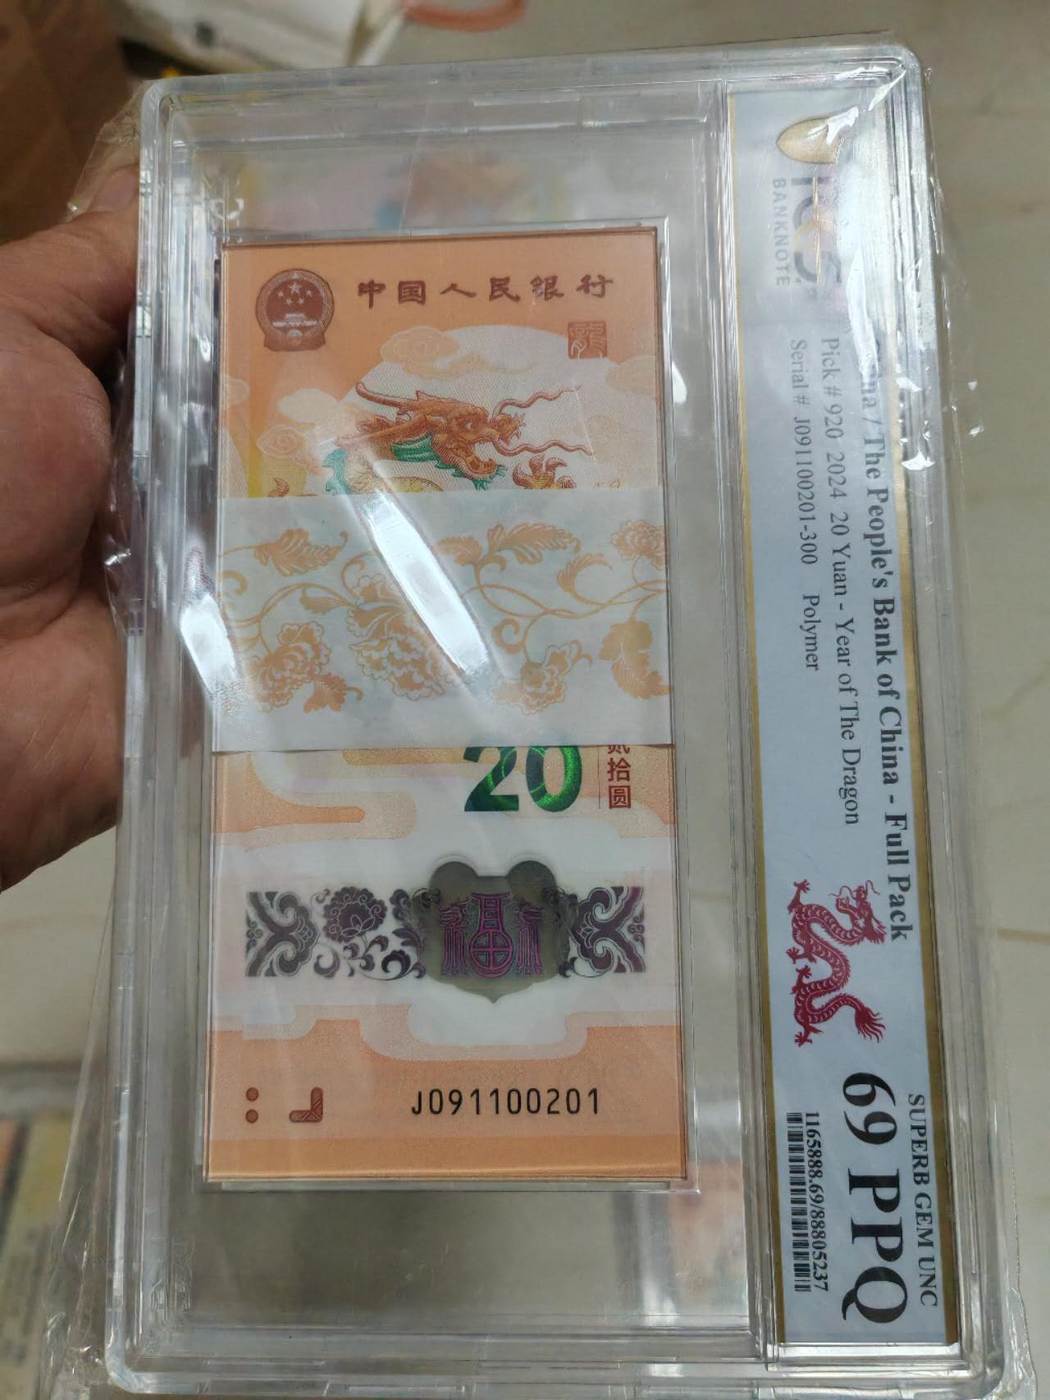 中国人民银行
龍
20
贰拾圆
福
J091100201
BANKNOTE
China / The People's Bank of China - Full Pack
Pick # 920 2024 20 Yuan - Year of The Dragon
Serial # J091100201-300 Polymer
SUPERB GEM UNC
69 PPQ
1165888.69/88805237